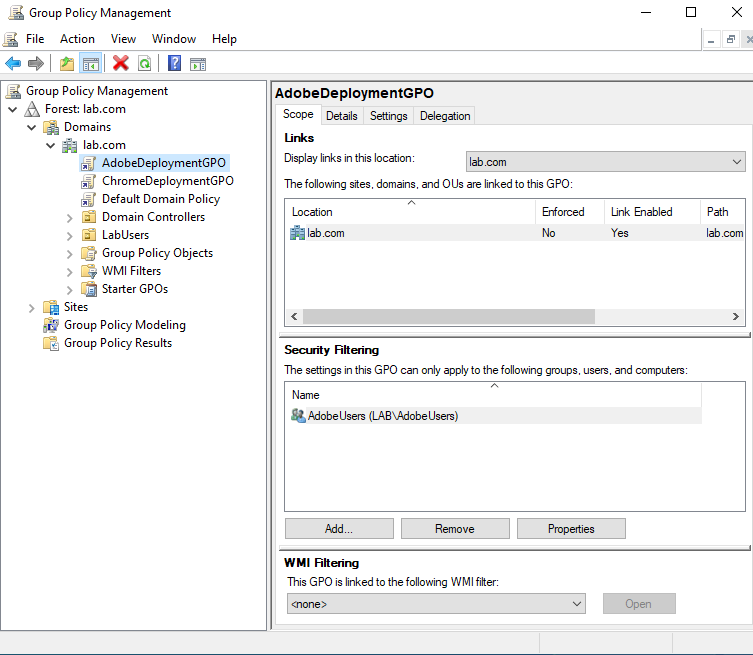 Group Policy Management
File Action View Window Help
Group Policy Management
Forest: lab.com
Domains
lab.com
AdobeDeploymentGPO
ChromeDeploymentGPO
Default Domain Policy
Domain Controllers
LabUsers
Group Policy Objects
WMI Filters
Starter GPOs
Sites
Group Policy Modeling
Group Policy Results
AdobeDeploymentGPO
Scope Details Settings Delegation
Links
Display links in this location: lab.com
The following sites, domains, and OUs are linked to this GPO:
Location Enforced Link Enabled Path
lab.com No Yes lab.com
Security Filtering
The settings in this GPO can only apply to the following groups, users, and computers:
Name
AdobeUsers (LAB\AdobeUsers)
Add... Remove Properties
WMI Filtering
This GPO is linked to the following WMI filter:
<none> Open